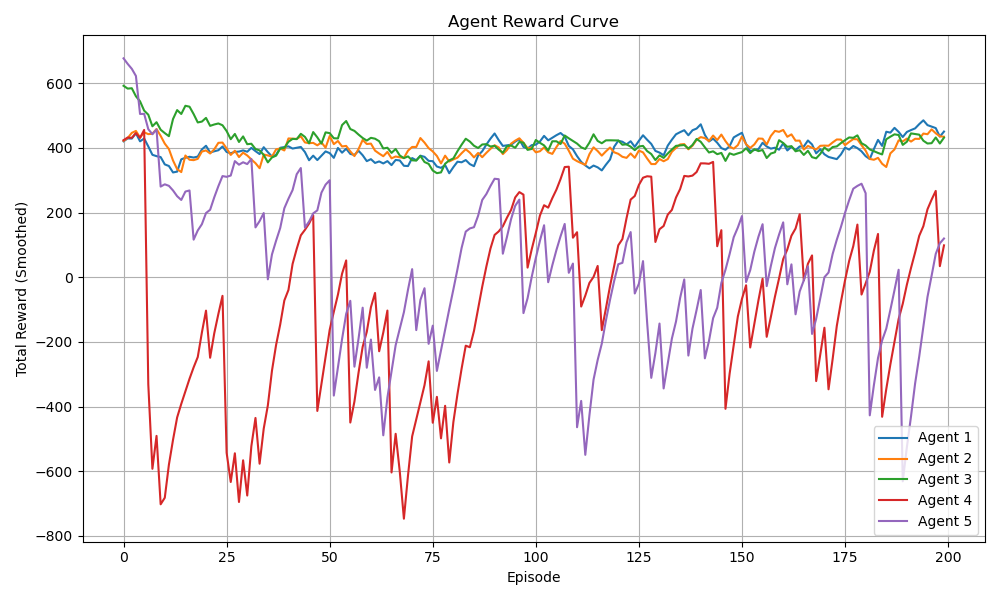 Agent Reward Curve
Total Reward (Smoothed)
600
400
200
0
−200
−400
−600
−800
0 25 50 75 100 125 150 175 200
Episode
Agent 1
Agent 2
Agent 3
Agent 4
Agent 5